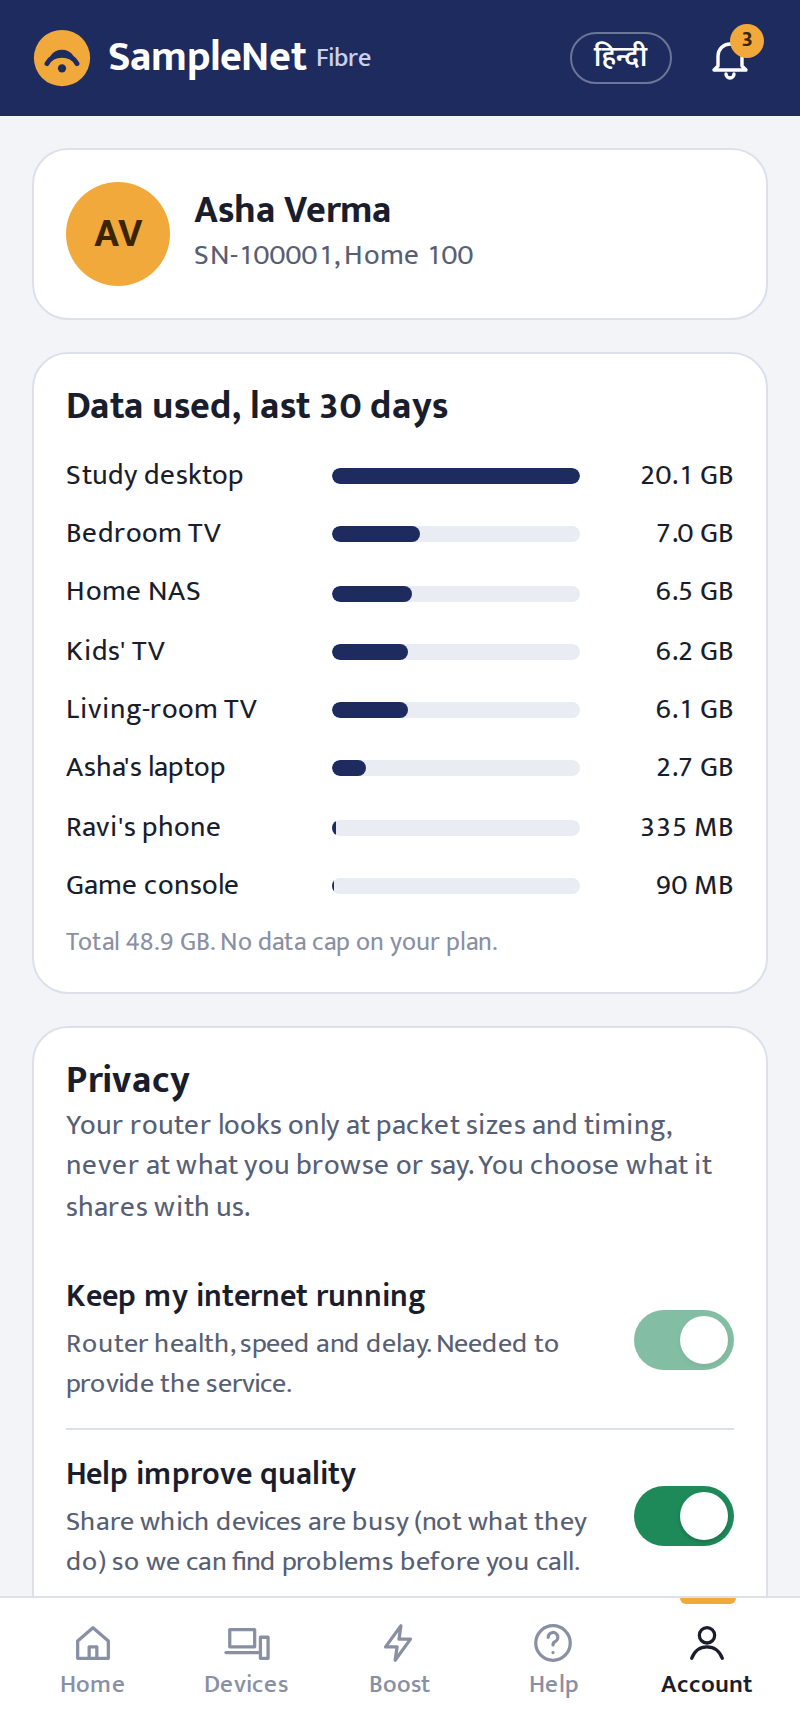 SampleNet Fibre
हिन्दी
3
AV
Asha Verma
SN-100001, Home 100
Data used, last 30 days
Study desktop 20.1 GB
Bedroom TV 7.0 GB
Home NAS 6.5 GB
Kids' TV 6.2 GB
Living-room TV 6.1 GB
Asha's laptop 2.7 GB
Ravi's phone 335 MB
Game console 90 MB
Total 48.9 GB. No data cap on your plan.
Privacy
Your router looks only at packet sizes and timing,
never at what you browse or say. You choose what it
shares with us.
Keep my internet running
Router health, speed and delay. Needed to
provide the service.
Help improve quality
Share which devices are busy (not what they
do) so we can find problems before you call.
Home Devices Boost Help Account